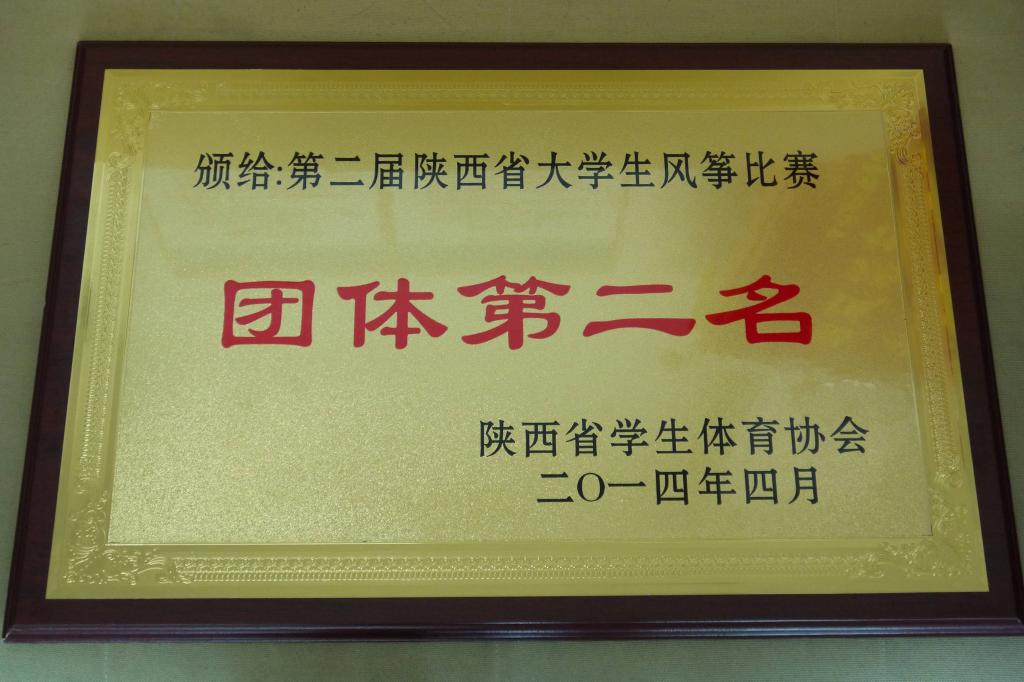 颁给:第二届陕西省大学生风筝比赛
团体第二名
陕西省学生体育协会
二〇一四年四月